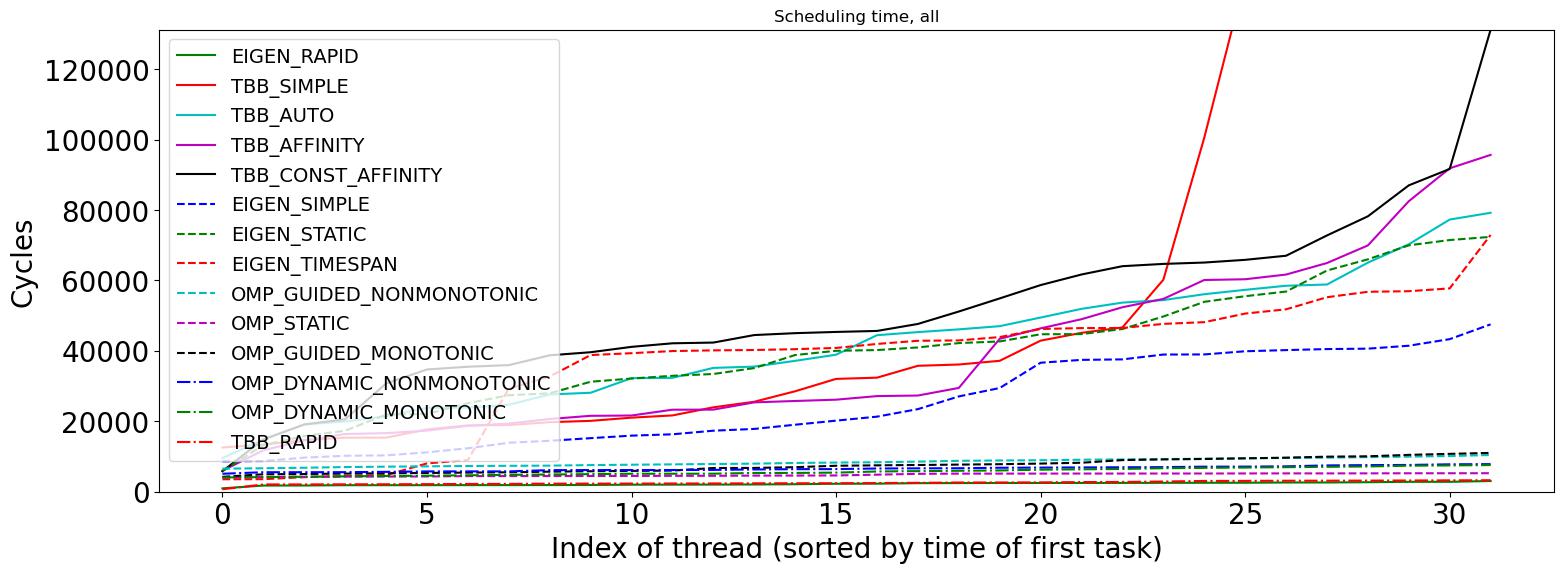 Scheduling time, all
Cycles
120000
100000
80000
60000
40000
20000
0
EIGEN_RAPID
TBB_SIMPLE
TBB_AUTO
TBB_AFFINITY
TBB_CONST_AFFINITY
EIGEN_SIMPLE
EIGEN_STATIC
EIGEN_TIMESPAN
OMP_GUIDED_NONMONOTONIC
OMP_STATIC
OMP_GUIDED_MONOTONIC
OMP_DYNAMIC_NONMONOTONIC
OMP_DYNAMIC_MONOTONIC
TBB_RAPID
0 5 10 15 20 25 30
Index of thread (sorted by time of first task)